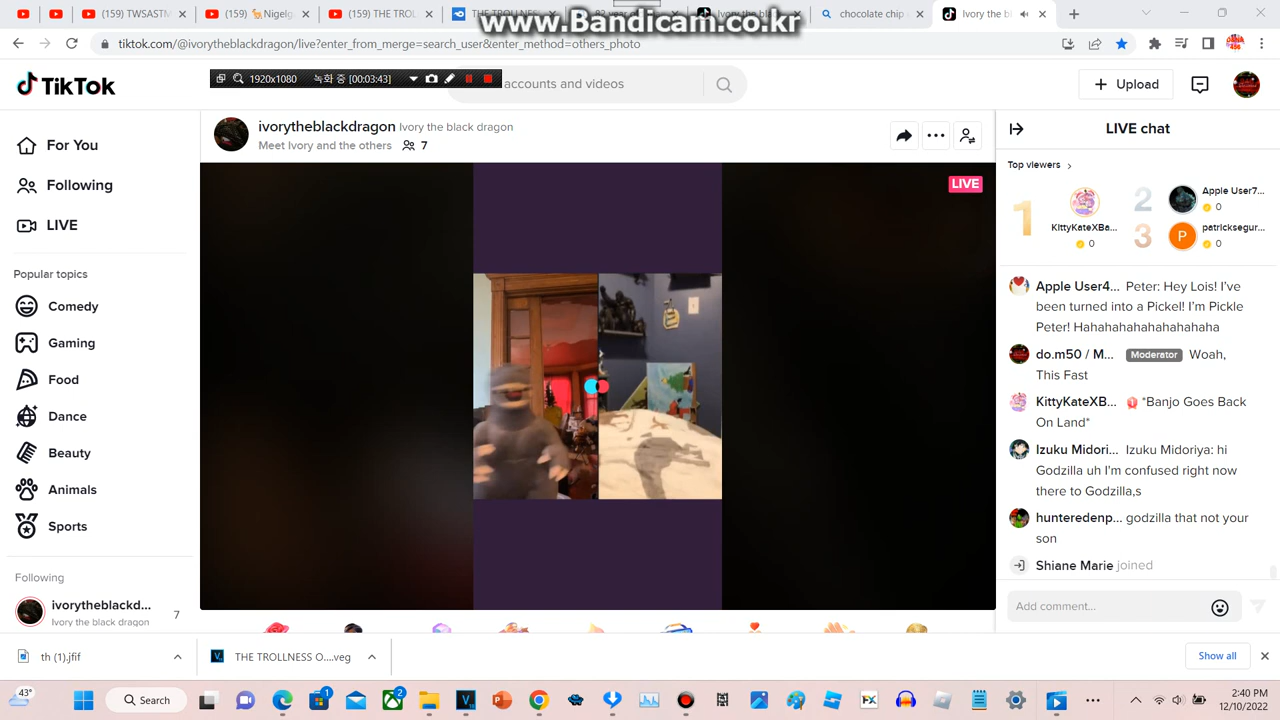 (159) TWSASTM
(159) 🐪 Nigelg
(159) THE TROL
THE TROLLNES
Ivory the bl
chocolate chip
Ivory the b
www.Bandicam.co.kr
tiktok.com/@ivorytheblackdragon/live?enter_from_merge=search_user&enter_method=others_photo
TikTok
1920x1080 녹화 중 [00:03:43]
accounts and videos
Upload
For You
Following
LIVE
Popular topics
Comedy
Gaming
Food
Dance
Beauty
Animals
Sports
Following
ivorytheblackd...
Ivory the black dragon
7
ivorytheblackdragon Ivory the black dragon
Meet Ivory and the others 7
LIVE
LIVE chat
Top viewers
1
KittyKateXBa...
0
2
Apple User7...
0
3
P
patricksegur...
0
Apple User4... Peter: Hey Lois! I've
been turned into a Pickel! I'm Pickle
Peter! Hahahahahahahahaha
do.m50 / M... Moderator Woah,
This Fast
KittyKateXB... *Banjo Goes Back
On Land*
Izuku Midori... Izuku Midoriya: hi
Godzilla uh I'm confused right now
there to Godzilla,s
hunteredenp... godzilla that not your
son
Shiane Marie joined
Add comment...
th (1).jfif
THE TROLLNESS O....veg
Show all
43°
Search
1
2
2:40 PM
12/10/2022